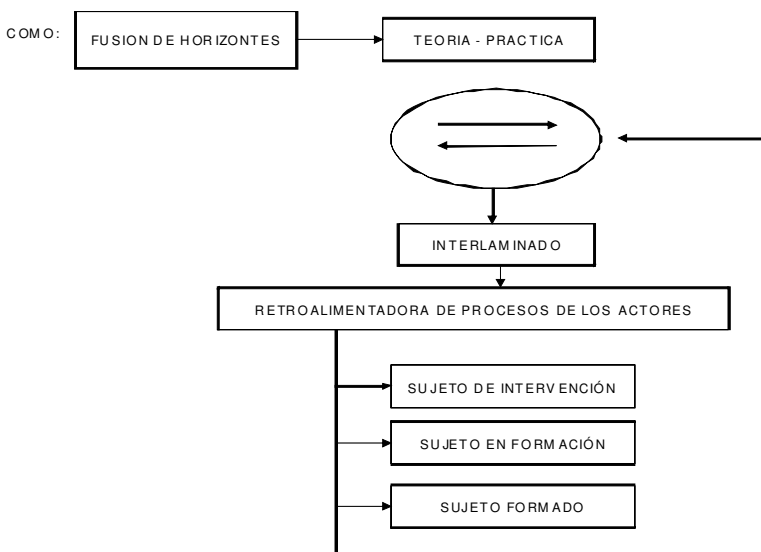 COMO:
FUSION DE HORIZONTES
TEORIA - PRACTICA
INTERLAMINADO
RETROALIMENTADORA DE PROCESOS DE LOS ACTORES
SUJETO DE INTERVENCIÓN
SUJETO EN FORMACIÓN
SUJETO FORMADO